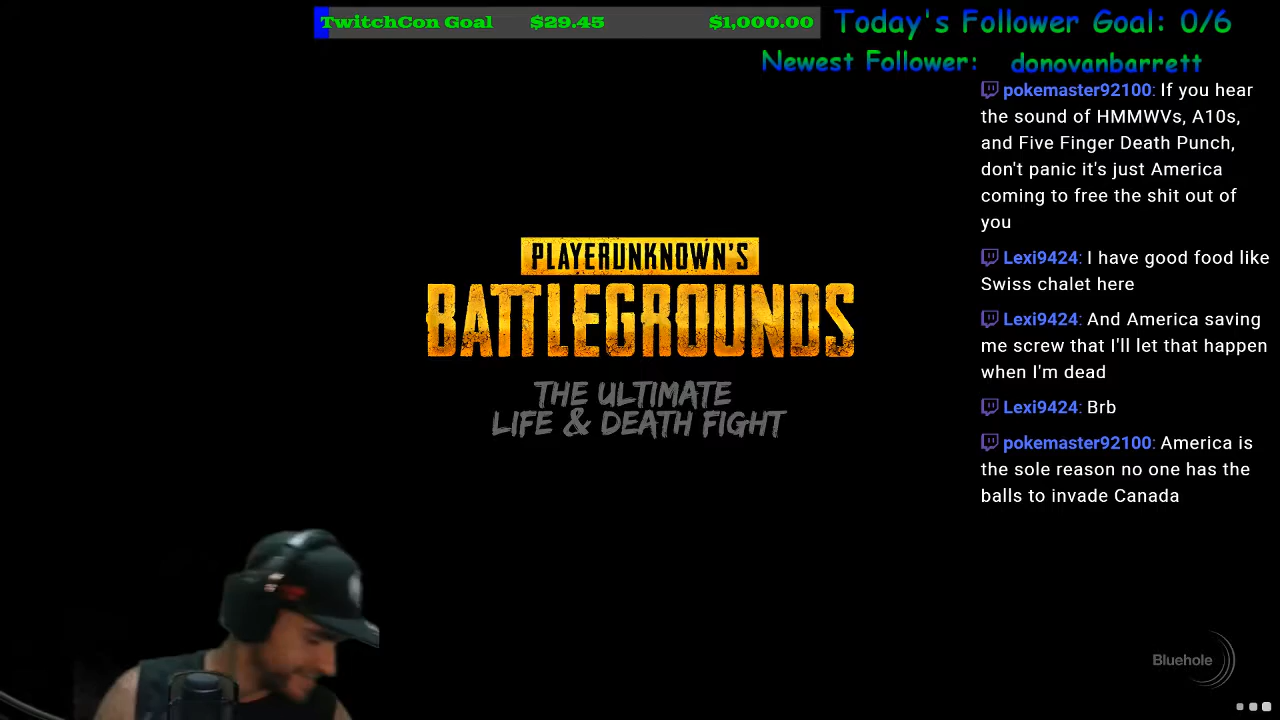 TwitchCon Goal $29.45 $1,000.00
Today's Follower Goal: 0/6
Newest Follower: donovanbarrett
pokemaster92100: If you hear
the sound of HMMWVs, A10s,
and Five Finger Death Punch,
don't panic it's just America
coming to free the shit out of
you
Lexi9424: I have good food like
Swiss chalet here
Lexi9424: And America saving
me screw that I'll let that happen
when I'm dead
Lexi9424: Brb
pokemaster92100: America is
the sole reason no one has the
balls to invade Canada
PLAYERUNKNOWN'S
BATTLEGROUNDS
THE ULTIMATE
LIFE & DEATH FIGHT
Bluehole